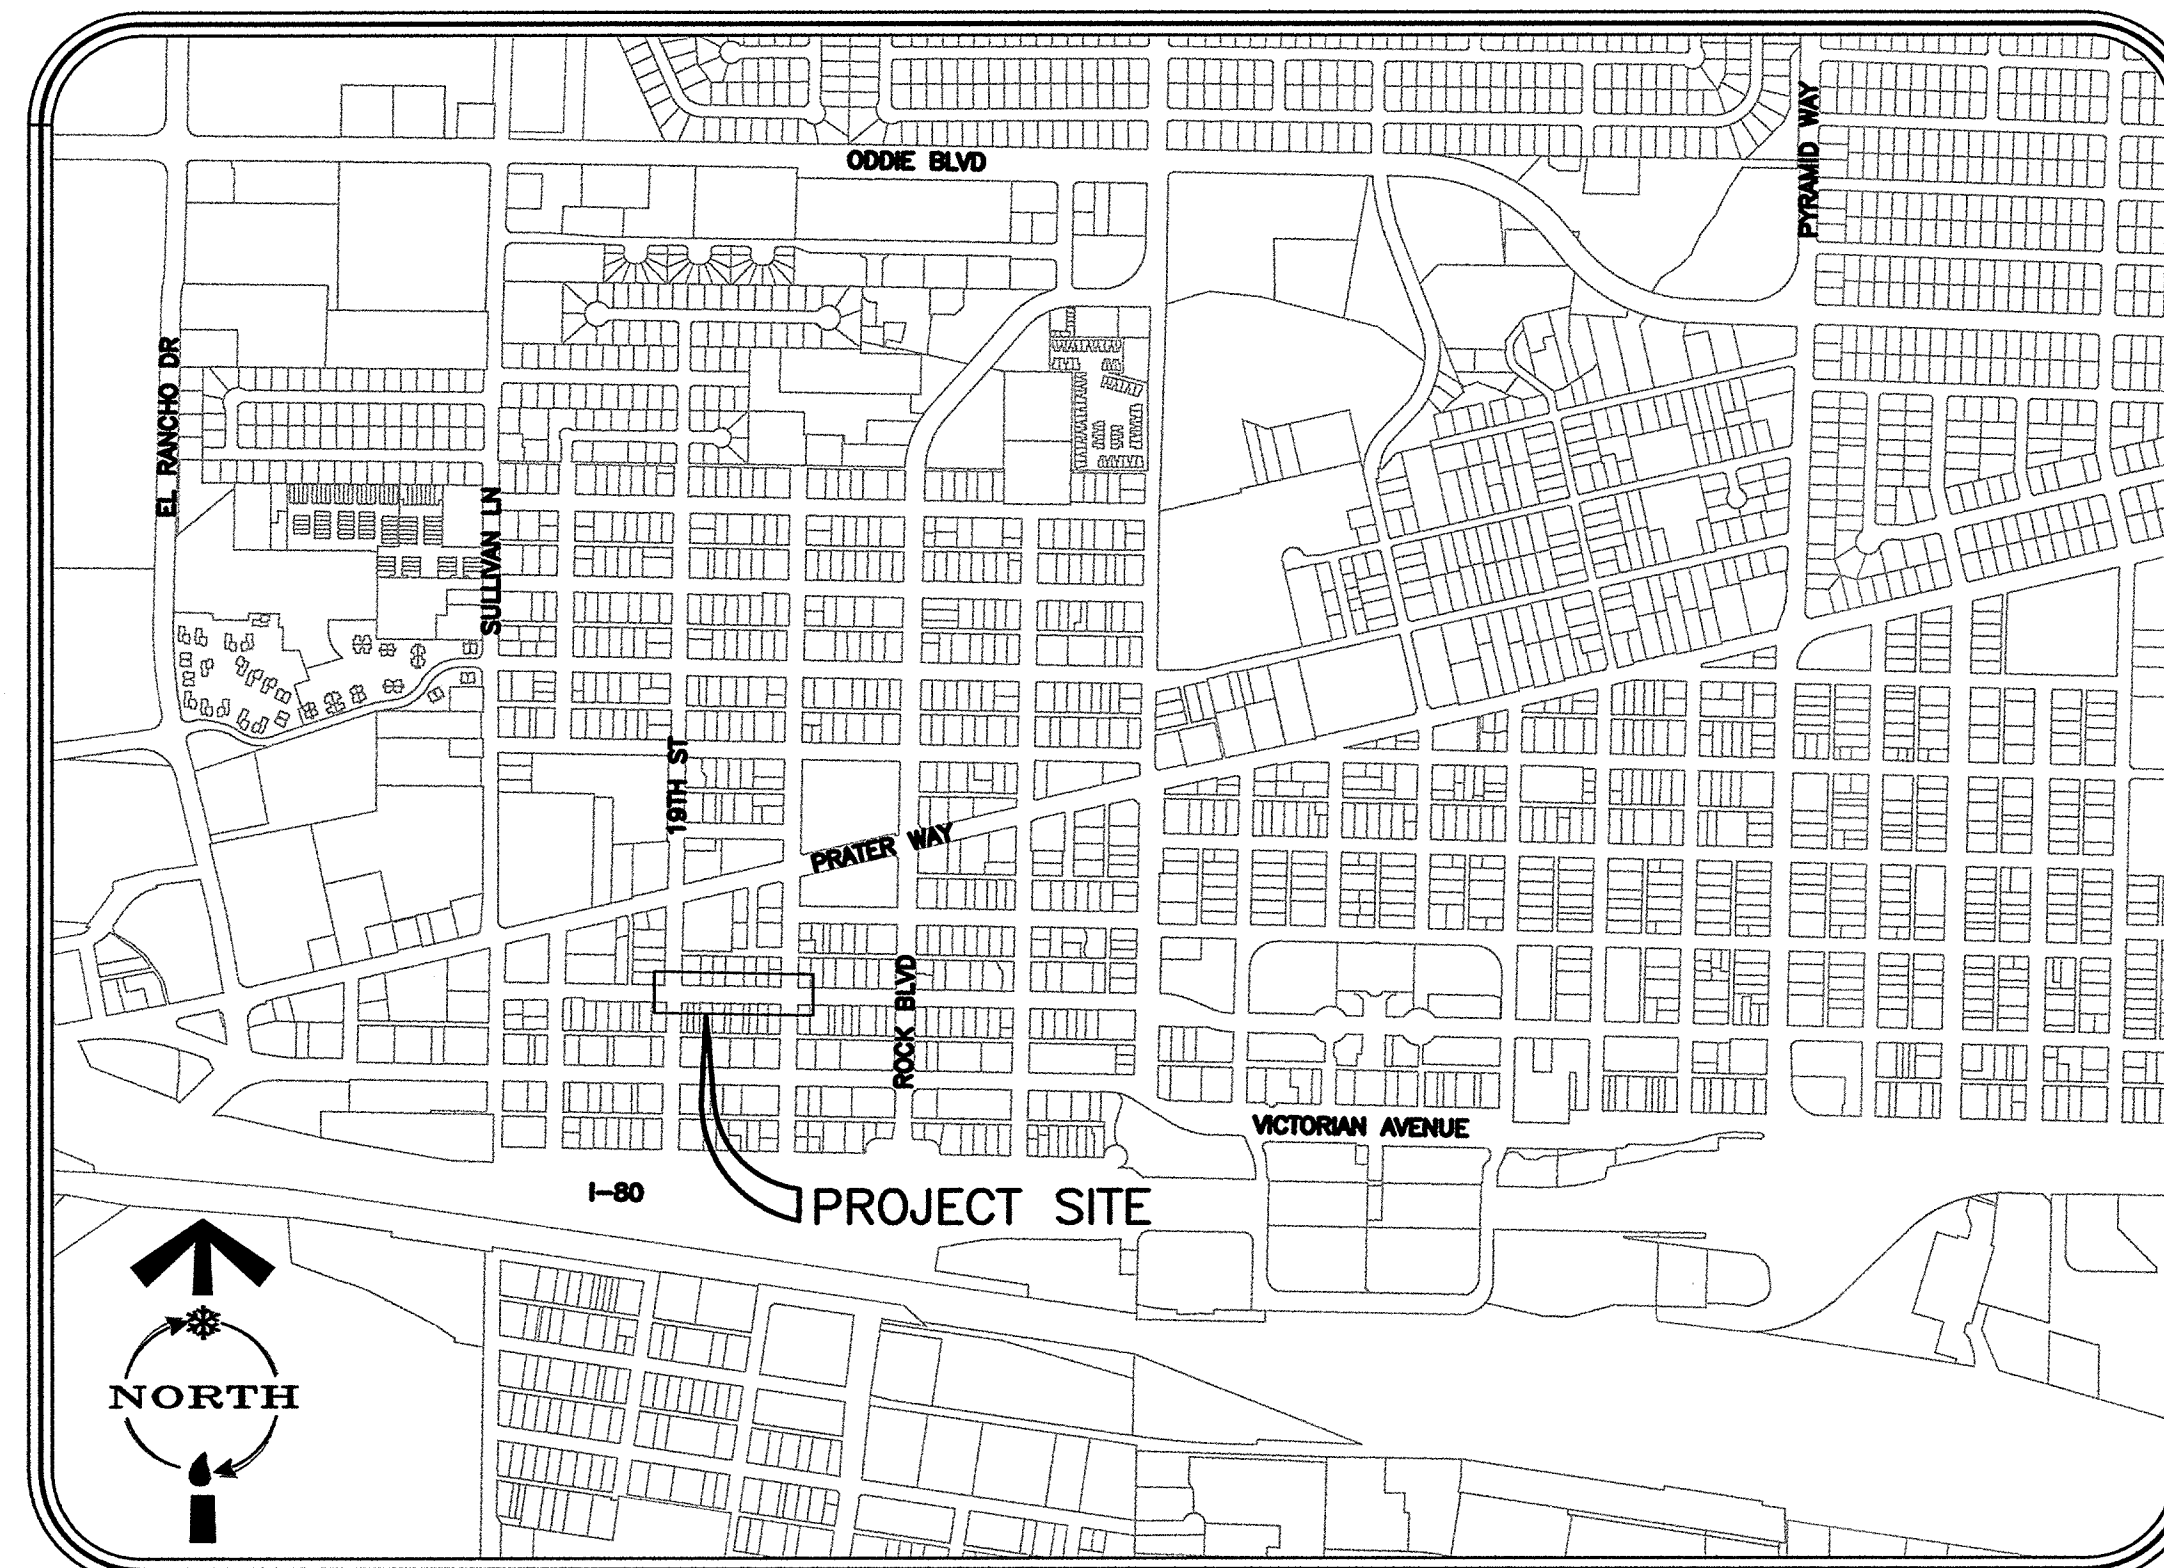 ODDIE BLVD
PYRAMID WAY
EL RANCHO DR
SULLIVAN LN
19TH ST
PRATER WAY
ROCK BLVD
VICTORIAN AVENUE
I-80
PROJECT SITE
NORTH